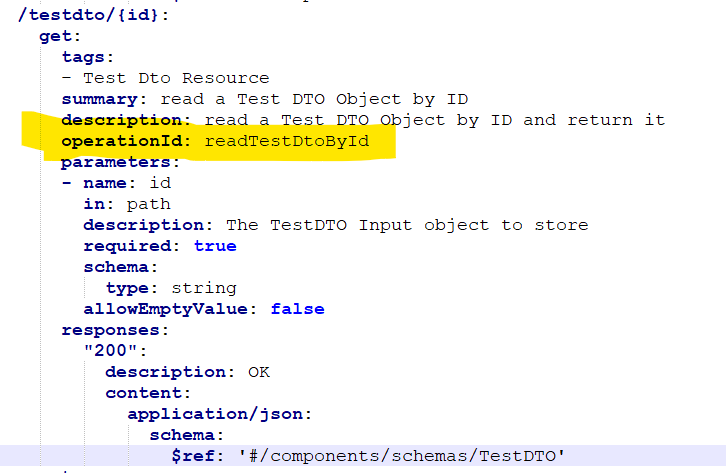 /testdto/{id}:
get:
tags:
- Test Dto Resource
summary: read a Test DTO Object by ID
description: read a Test DTO Object by ID and return it
operationId: readTestDtoById
parameters:
- name: id
in: path
description: The TestDTO Input object to store
required: true
schema:
type: string
allowEmptyValue: false
responses:
"200":
description: OK
content:
application/json:
schema:
$ref: '#/components/schemas/TestDTO'